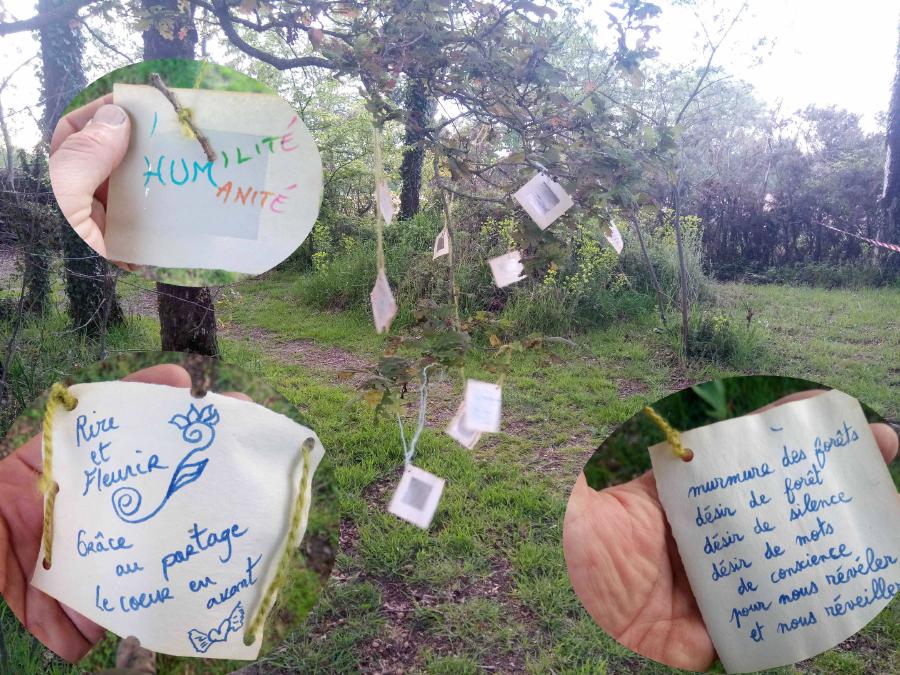 HUMILITÉ
ANITÉ
Rire
et
Fleurir
Grâce
au partage
le coeur en
avant
murmure des forêts
désir de forêt
désir de silence
désir de mots
de conscience
pour nous révéler
et nous réveiller